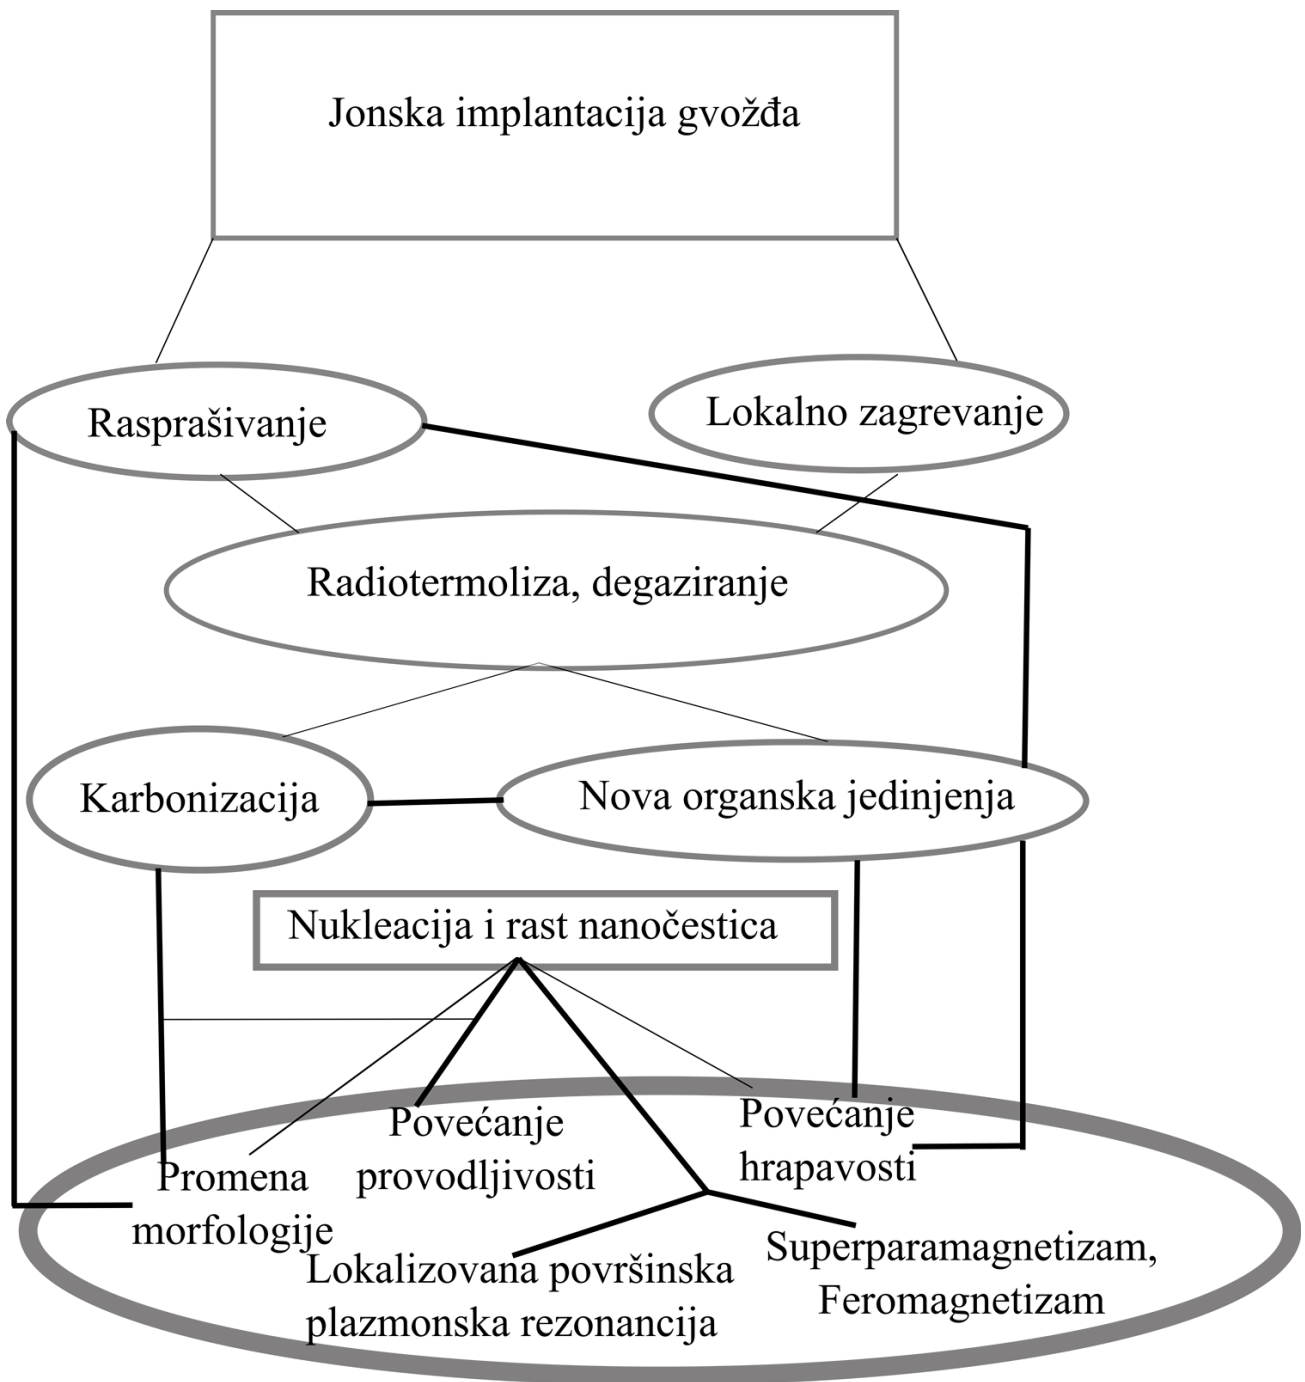 Jonska implantacija gvožđa
Rasprašivanje
Lokalno zagrevanje
Radiotermoliza, degaziranje
Karbonizacija
Nova organska jedinjenja
Nukleacija i rast nanočestica
Promena
morfologije
Povećanje
provodljivosti
Povećanje
hrapavosti
Lokalizovana površinska
plazmonska rezonancija
Superparamagnetizam,
Feromagnetizam